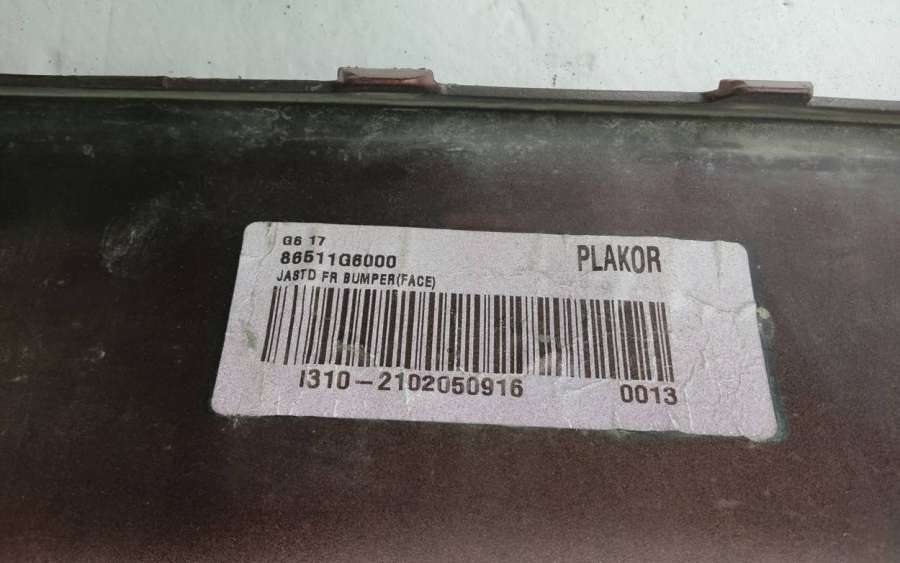 G6 17
86511G6000
PLAKOR
JASTD FR BUMPER(FACE)
I310-2102050916
0013